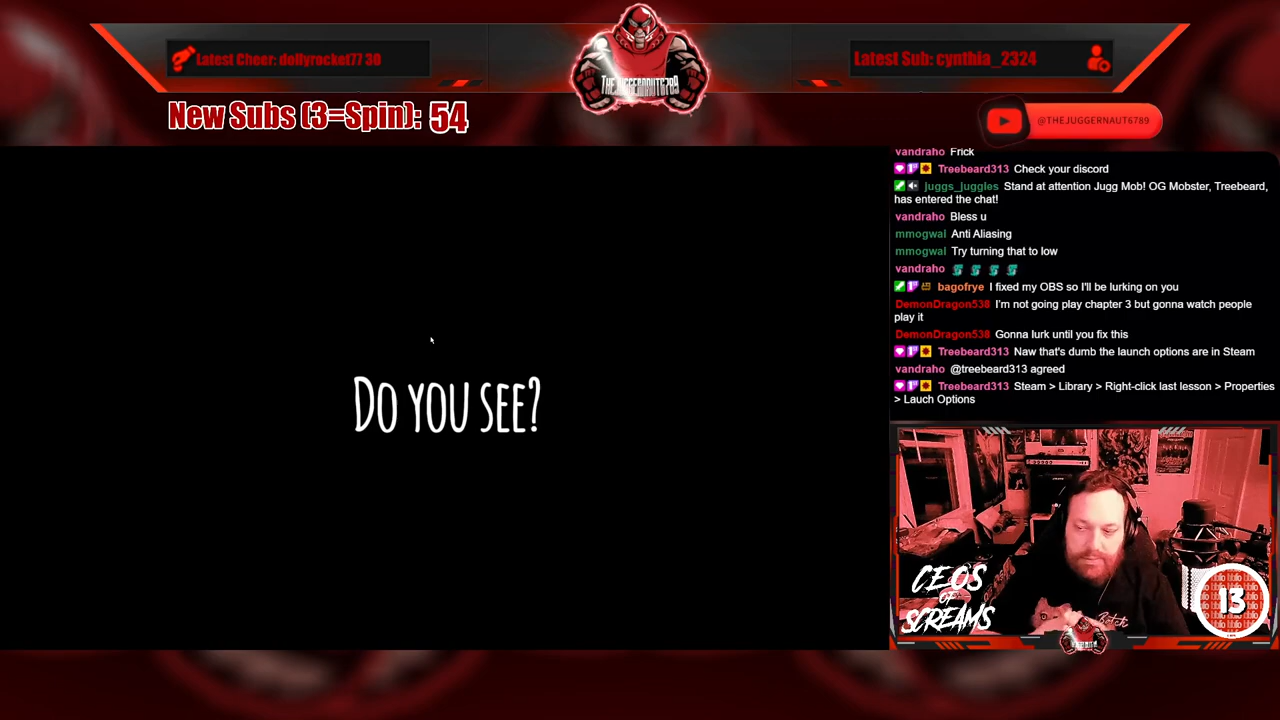 Latest Cheer: dollyrocket77 30
THEJUGGERNAUT6789
Latest Sub: cynthia_2324
New Subs (3=Spin): 54
@THEJUGGERNAUT6789
vandraho Frick
Treebeard313 Check your discord
juggs_juggles Stand at attention Jugg Mob! OG Mobster, Treebeard,
has entered the chat!
vandraho Bless u
mmogwai Anti Aliasing
mmogwai Try turning that to low
vandraho
bagofrye I fixed my OBS so I'll be lurking on you
DemonDragon538 I'm not going play chapter 3 but gonna watch people
play it
DemonDragon538 Gonna lurk until you fix this
Treebeard313 Naw that's dumb the launch options are in Steam
vandraho @treebeard313 agreed
Treebeard313 Steam > Library > Right-click last lesson > Properties
> Lauch Options
Do you see?
CEOS
OF
SCREAMS
13